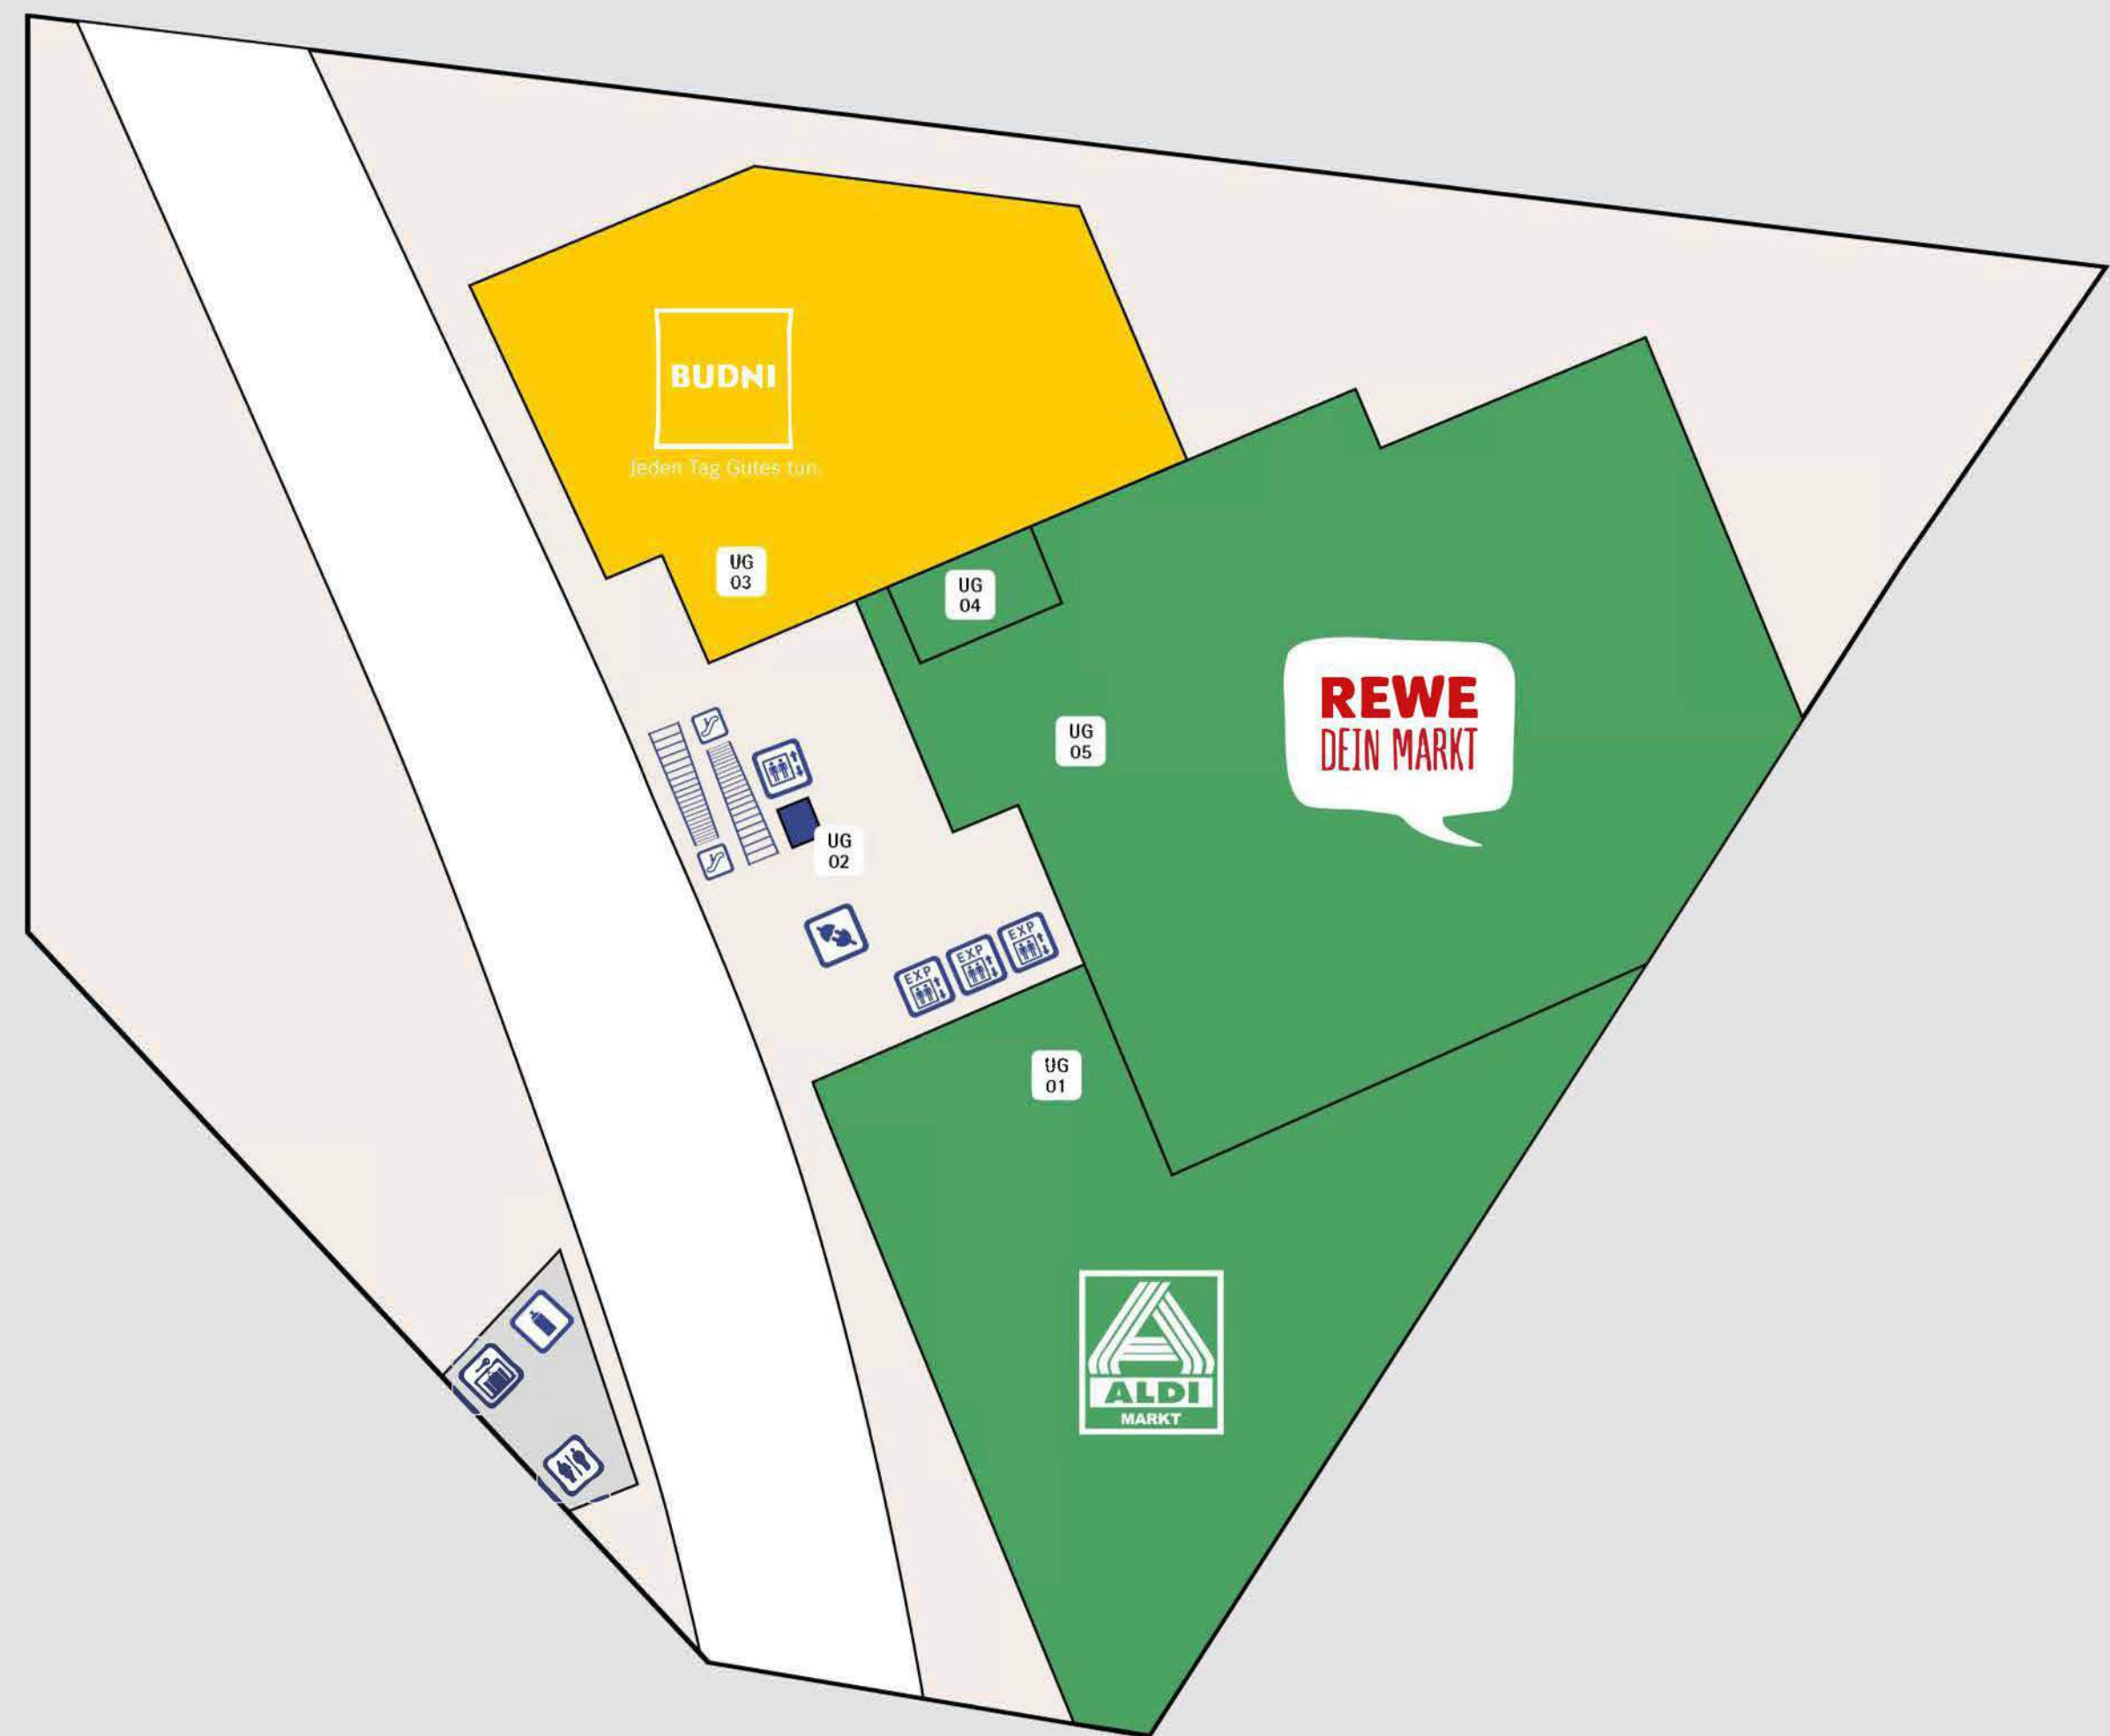 BUDNI
Jeden Tag Gutes tun.
UG
03
UG
04
UG
05
REWE
DEIN MARKT
UG
02
EXP
EXP
EXP
UG
01
ALDI
MARKT